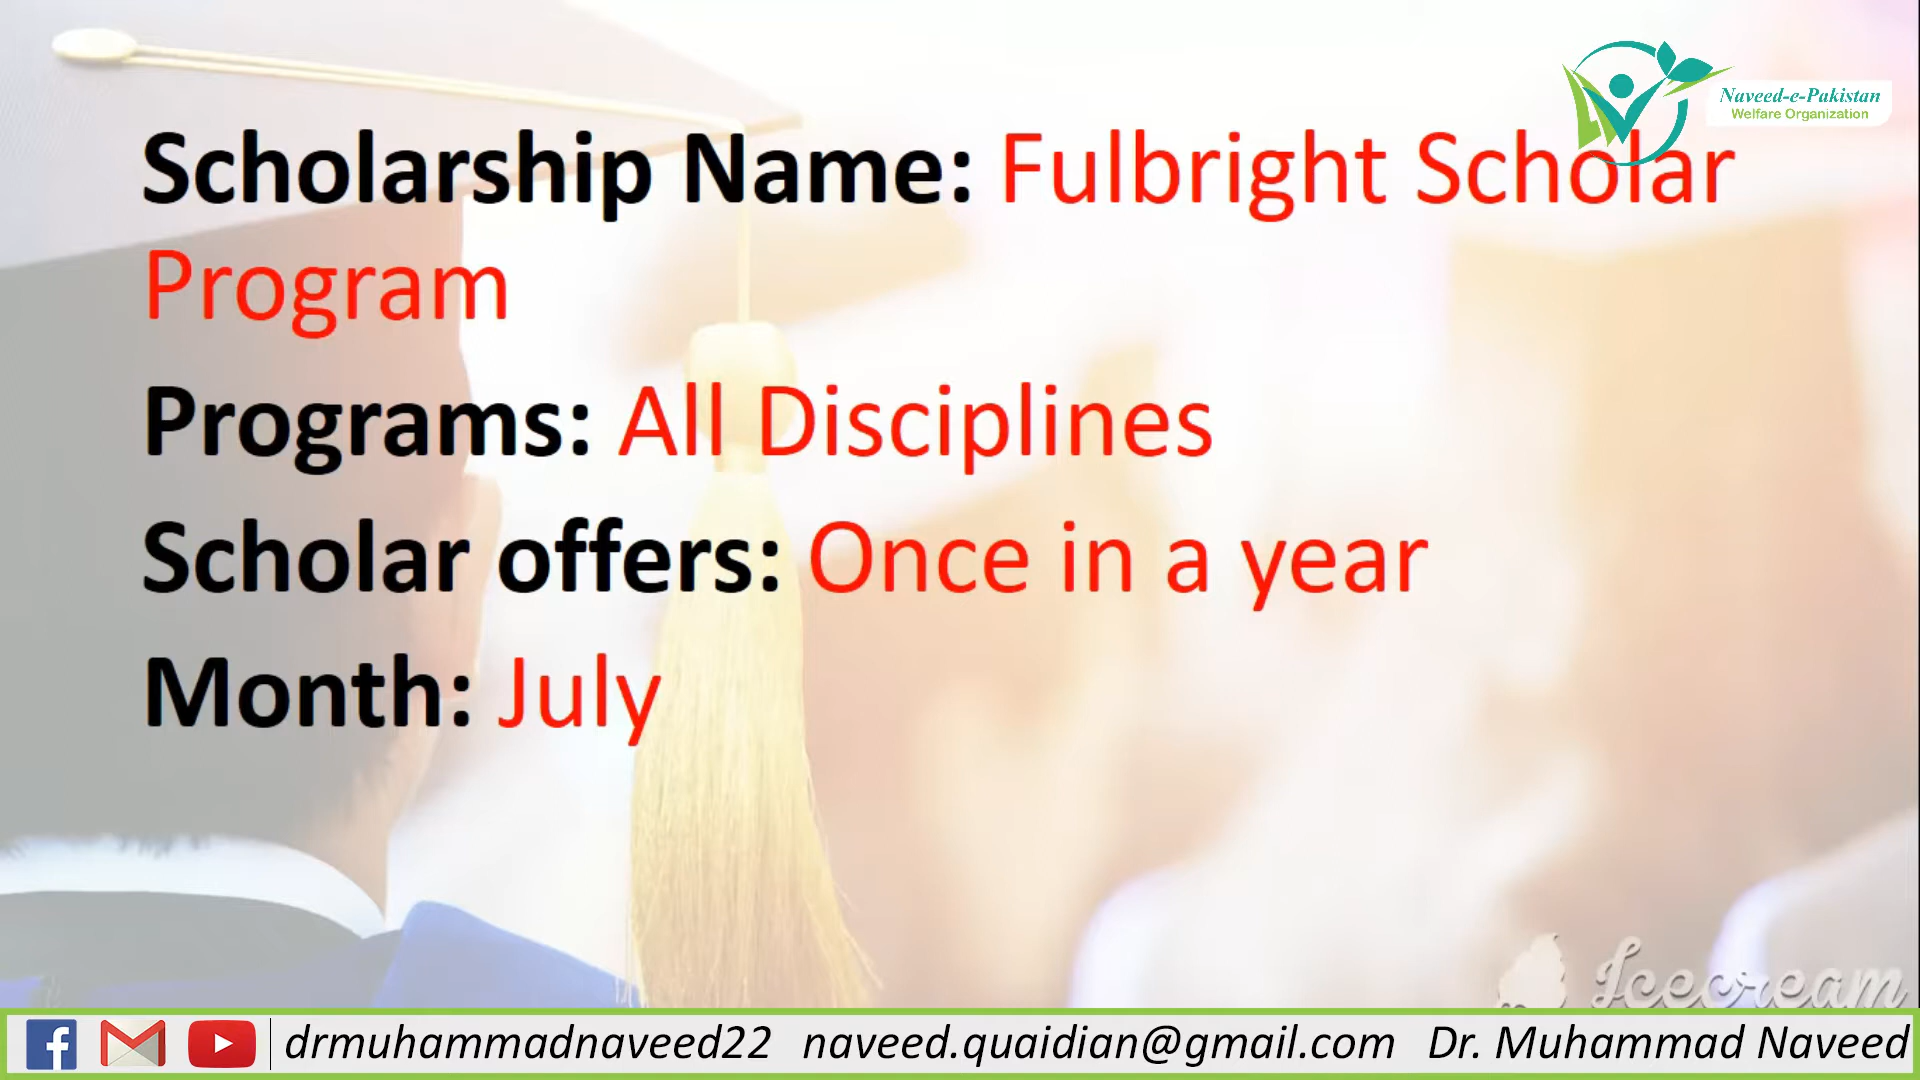 Naveed-e-Pakistan
Welfare Organization
Scholarship Name: Fulbright Scholar
Program
Programs: All Disciplines
Scholar offers: Once in a year
Month: July
Icecream
drmuhammadnaveed22 naveed.quaidian@gmail.com Dr. Muhammad Naveed